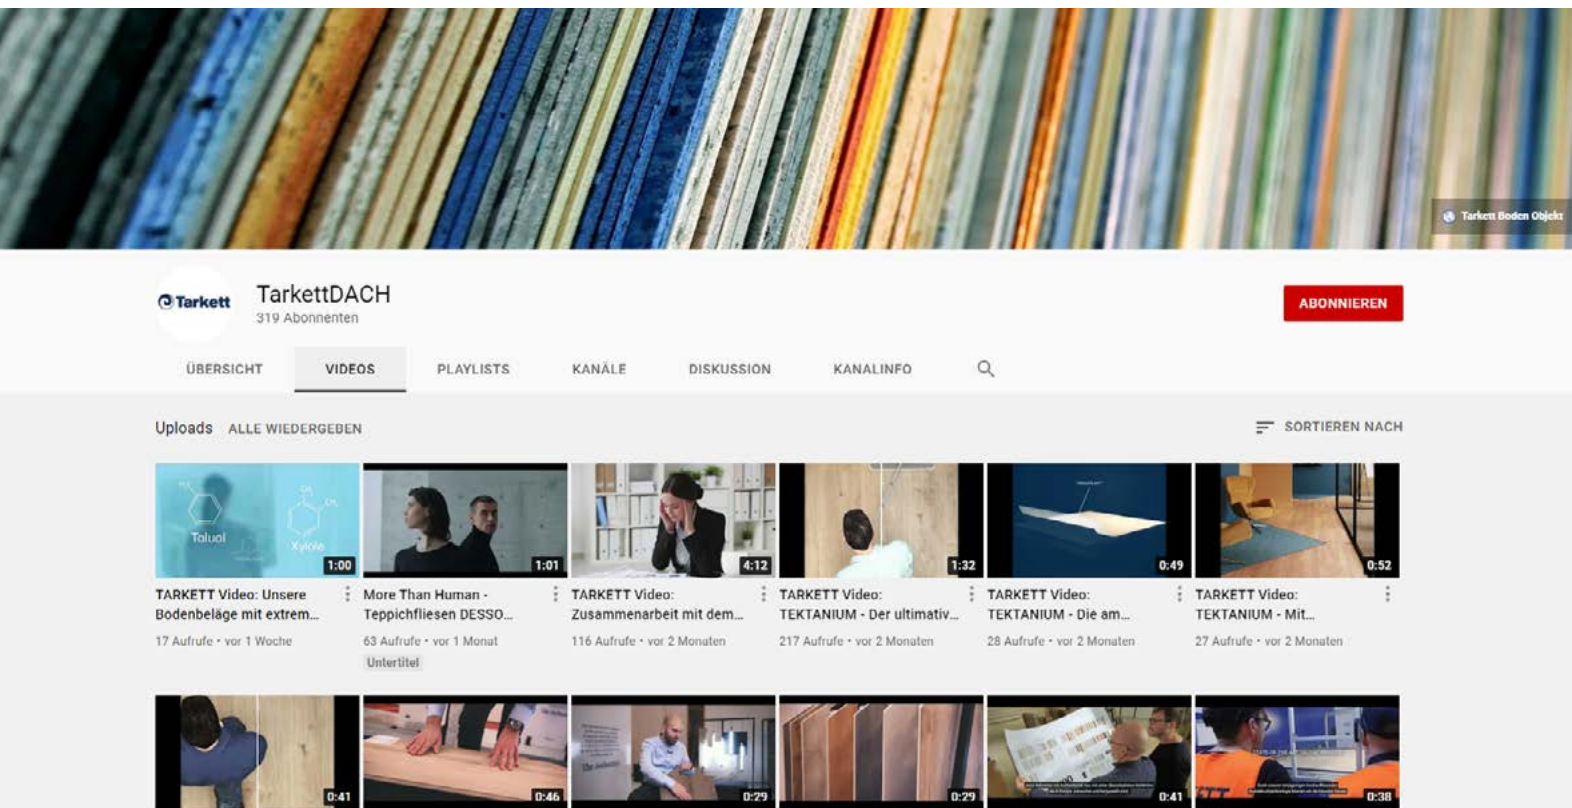 Tarkett Boden Objekt
Tarkett
TarkettDACH
319 Abonnenten
ABONNIEREN
ÜBERSICHT VIDEOS PLAYLISTS KANÄLE DISKUSSION KANALINFO
Uploads ALLE WIEDERGEBEN SORTIEREN NACH
Toluol
Xylole
1:00
1:01
4:12
1:32
0:49
0:52
TARKETT Video: Unsere
Bodenbeläge mit extrem...
17 Aufrufe • vor 1 Woche
More Than Human -
Teppichfliesen DESSO...
63 Aufrufe • vor 1 Monat
Untertitel
TARKETT Video:
Zusammenarbeit mit dem...
116 Aufrufe • vor 2 Monaten
TARKETT Video:
TEKTANIUM - Der ultimativ...
217 Aufrufe • vor 2 Monaten
TARKETT Video:
TEKTANIUM - Die am...
28 Aufrufe • vor 2 Monaten
TARKETT Video:
TEKTANIUM - Mit...
27 Aufrufe • vor 2 Monaten
0:41
0:46
0:29
0:29
0:41
0:38